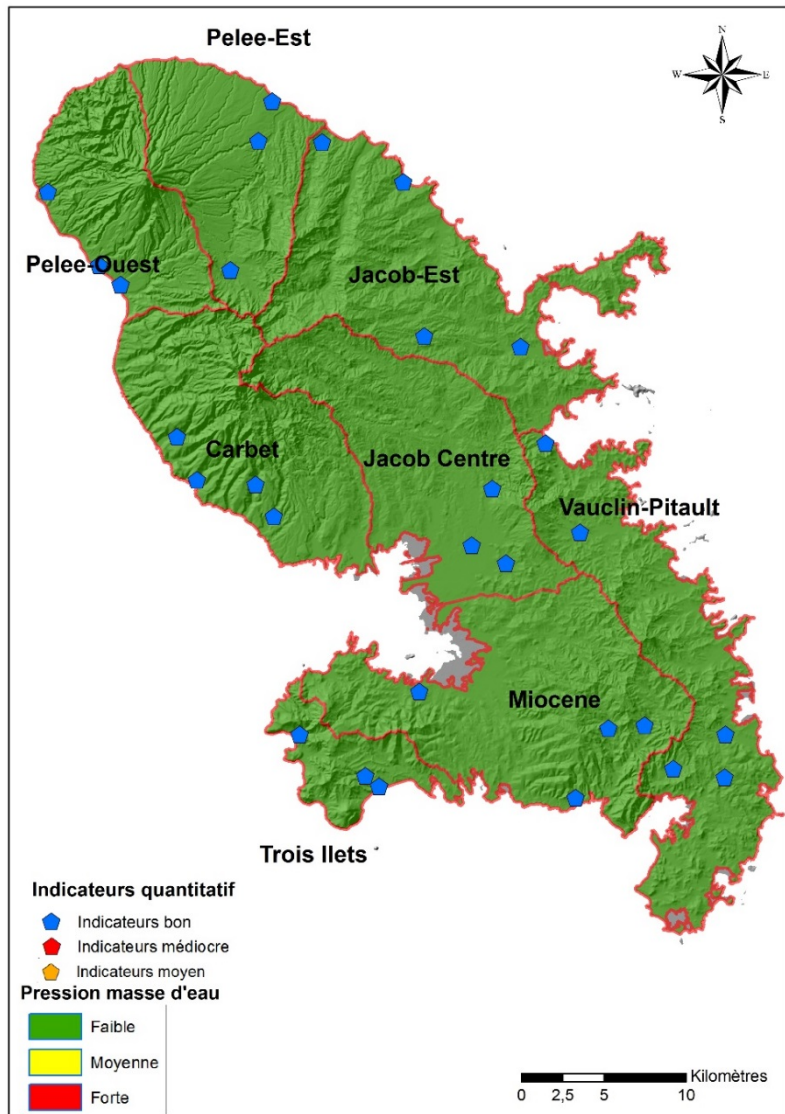 Pelee-Est
N
W E
S
Pelee-Ouest
Jacob-Est
Carbet
Jacob Centre
Vauclin-Pitault
Miocene
Trois Ilets
Indicateurs quantitatif
Indicateurs bon
Indicateurs médiocre
Indicateurs moyen
Pression masse d'eau
Faible
Moyenne
Forte
Kilomètres
0 2,5 5 10